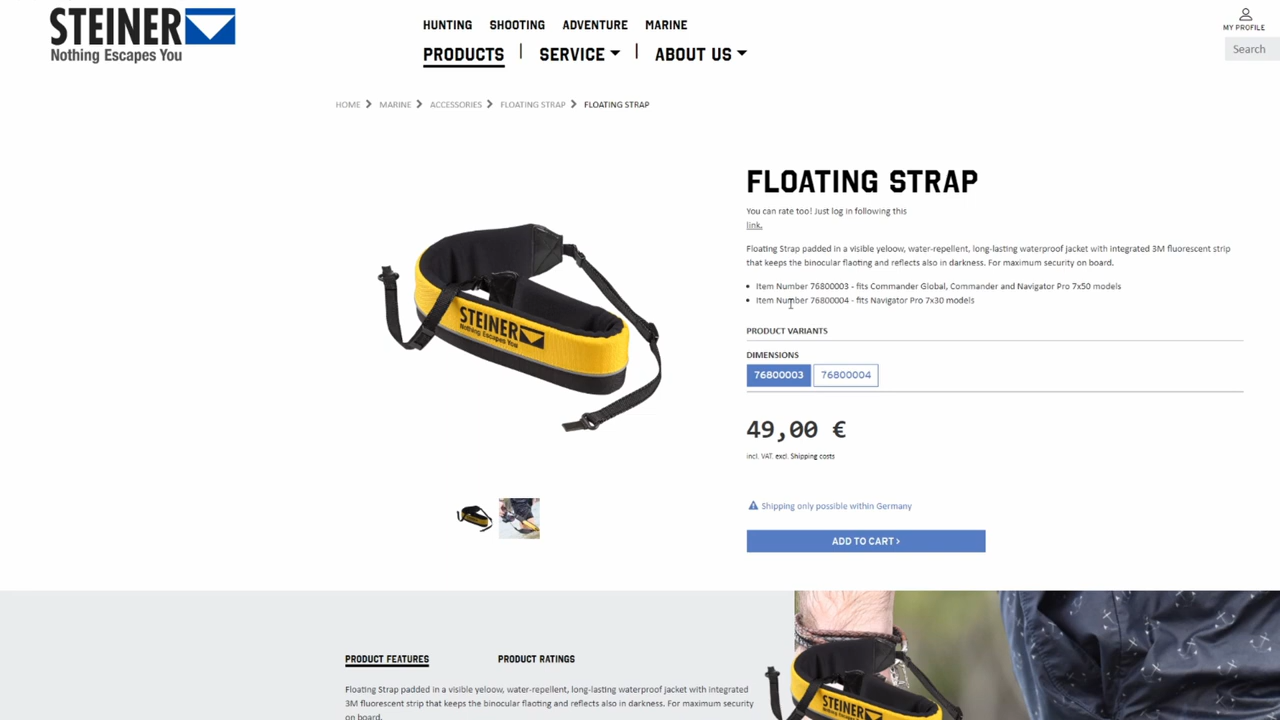 STEINER
Nothing Escapes You
HUNTING SHOOTING ADVENTURE MARINE
PRODUCTS | SERVICE | ABOUT US
MY PROFILE
Search
HOME > MARINE > ACCESSORIES > FLOATING STRAP > FLOATING STRAP
FLOATING STRAP
You can rate too! Just log in following this
link.
Floating Strap padded in a visible yeloow, water-repellent, long-lasting waterproof jacket with integrated 3M fluorescent strip
that keeps the binocular flaoting and reflects also in darkness. For maximum security on board.
• Item Number 76800003 - fits Commander Global, Commander and Navigator Pro 7x50 models
• Item Number 76800004 - fits Navigator Pro 7x30 models
PRODUCT VARIANTS
DIMENSIONS
76800003 76800004
49,00 €
incl. VAT. excl. Shipping costs
Shipping only possible within Germany
ADD TO CART >
STEINER
Nothing Escapes You
PRODUCT FEATURES PRODUCT RATINGS
Floating Strap padded in a visible yeloow, water-repellent, long-lasting waterproof jacket with integrated
3M fluorescent strip that keeps the binocular flaoting and reflects also in darkness. For maximum security
on board.
STEINER